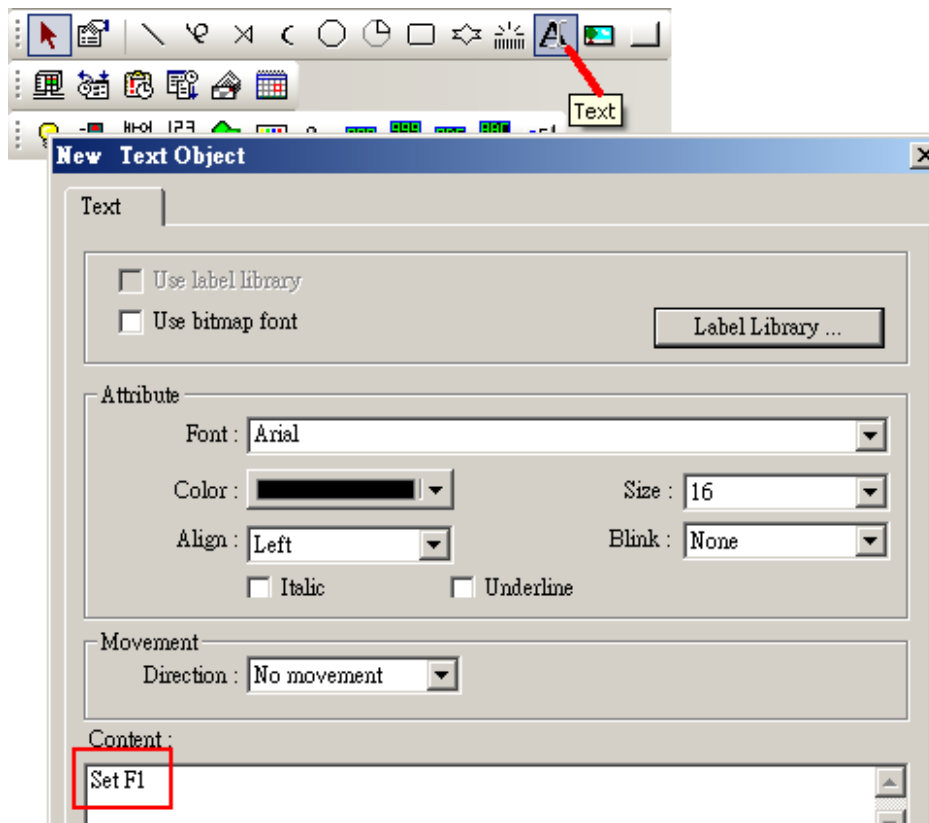 Text
New Text Object
Text
Use label library
Use bitmap font
Label Library ...
Attribute
Font : Arial
Color :
Size : 16
Align : Left
Blink : None
Italic
Underline
Movement
Direction : No movement
Content :
Set F1